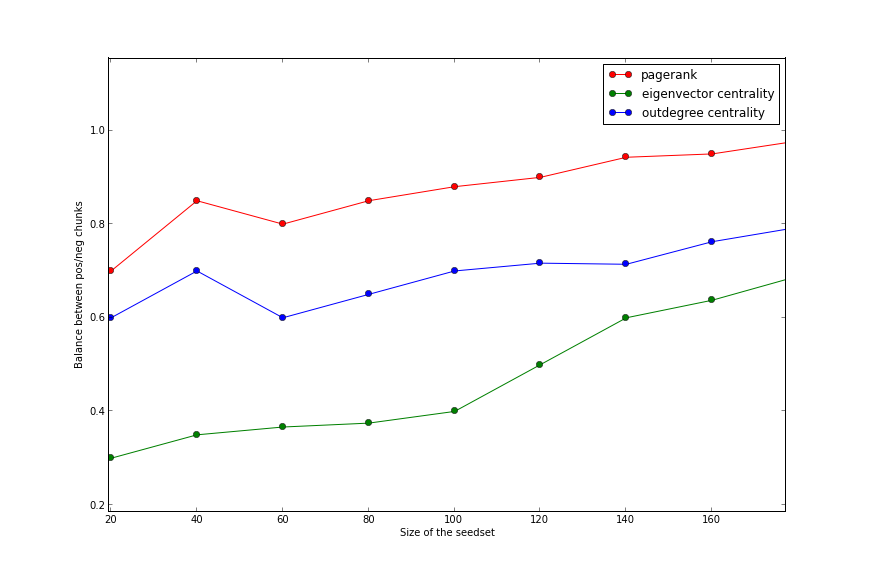 pagerank
eigenvector centrality
outdegree centrality
Balance between pos/neg chunks
1.0
0.8
0.6
0.4
0.2
20 40 60 80 100 120 140 160
Size of the seedset